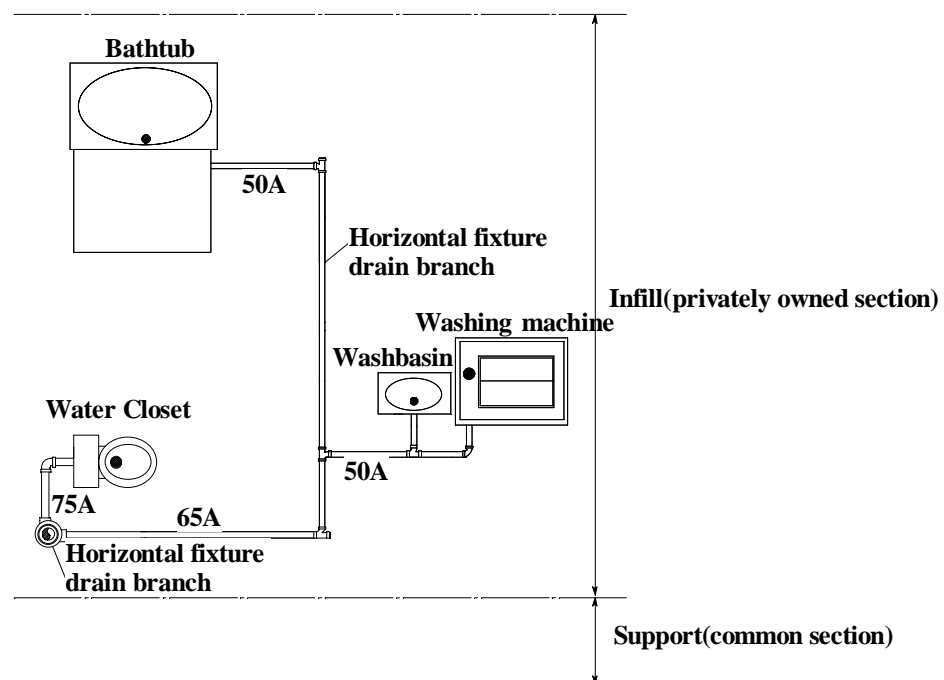 Bathtub
50A
Horizontal fixture
drain branch
Infill(privately owned section)
Washing machine
Washbasin
Water Closet
50A
75A
65A
Horizontal fixture
drain branch
Support(common section)